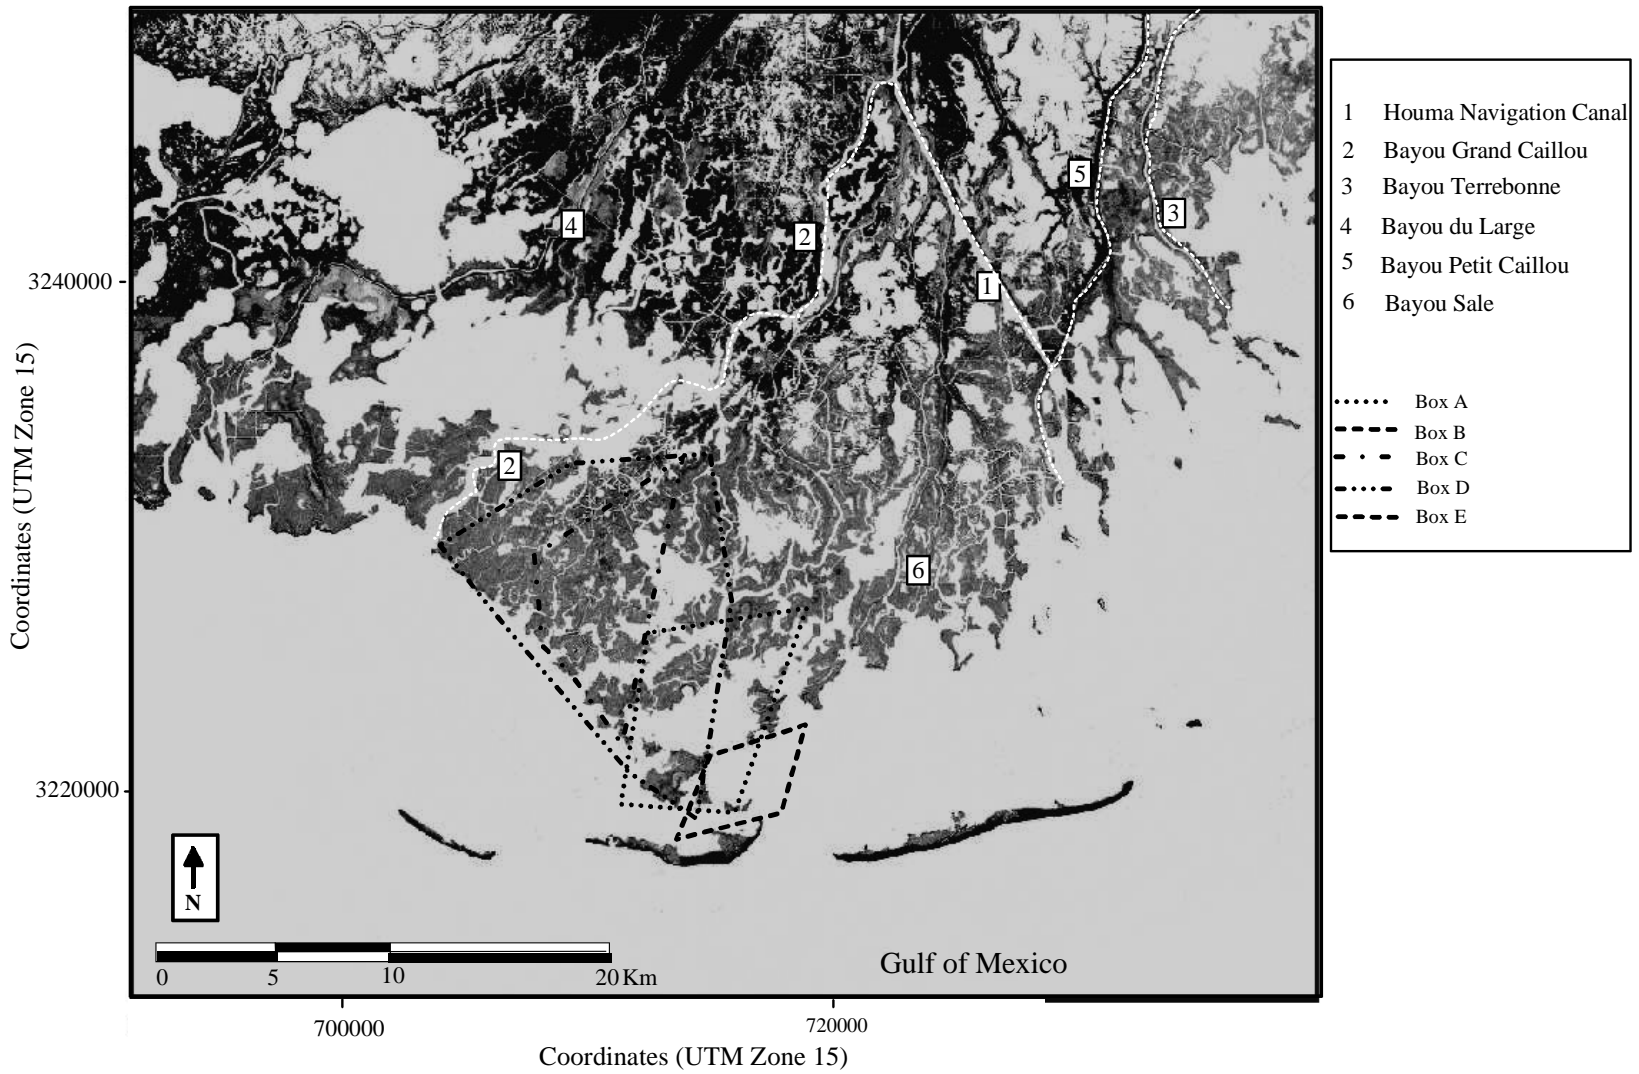 1 Houma Navigation Canal
2 Bayou Grand Caillou
3 Bayou Terrebonne
4 Bayou du Large
5 Bayou Petit Caillou
6 Bayou Sale
Box A
Box B
Box C
Box D
Box E
5
3
4
2
1
2
6
3240000
3220000
Coordinates (UTM Zone 15)
N
0 5 10 20 Km
Gulf of Mexico
700000
720000
Coordinates (UTM Zone 15)